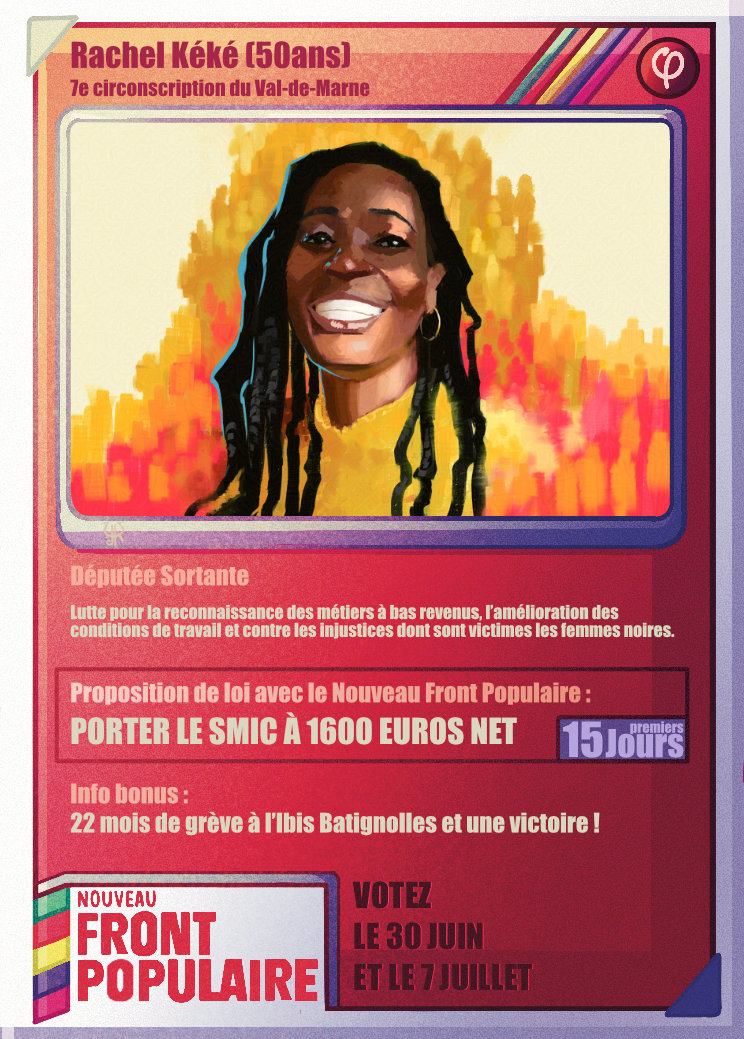 Rachel Kéké (50ans)
7e circonscription du Val-de-Marne
φ
Députée Sortante
Lutte pour la reconnaissance des métiers à bas revenus, l'amélioration des
conditions de travail et contre les injustices dont sont victimes les femmes noires.
Proposition de loi avec le Nouveau Front Populaire :
PORTER LE SMIC À 1600 EUROS NET
15 premiers
Jours
Info bonus :
22 mois de grève à l'Ibis Batignolles et une victoire !
NOUVEAU
FRONT
POPULAIRE
VOTEZ
LE 30 JUIN
ET LE 7 JUILLET